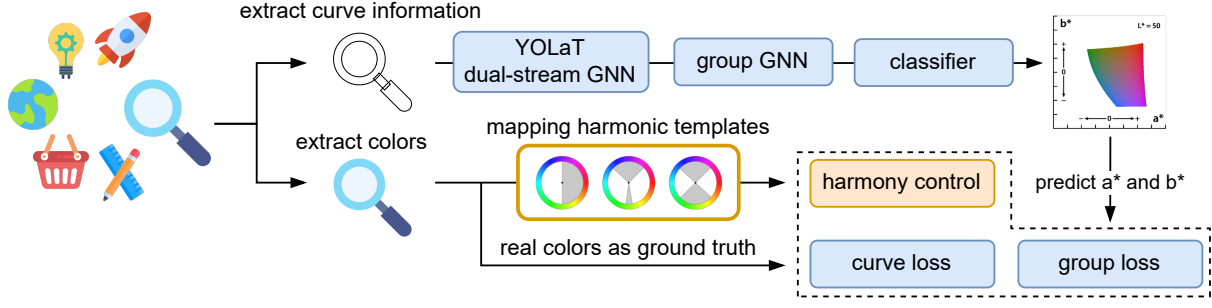 extract curve information
YOLaT
dual-stream GNN
group GNN
classifier
b*
L* = 50
+
0
−
− 0 +
a*
extract colors
mapping harmonic templates
harmony control
predict a* and b*
real colors as ground truth
curve loss
group loss